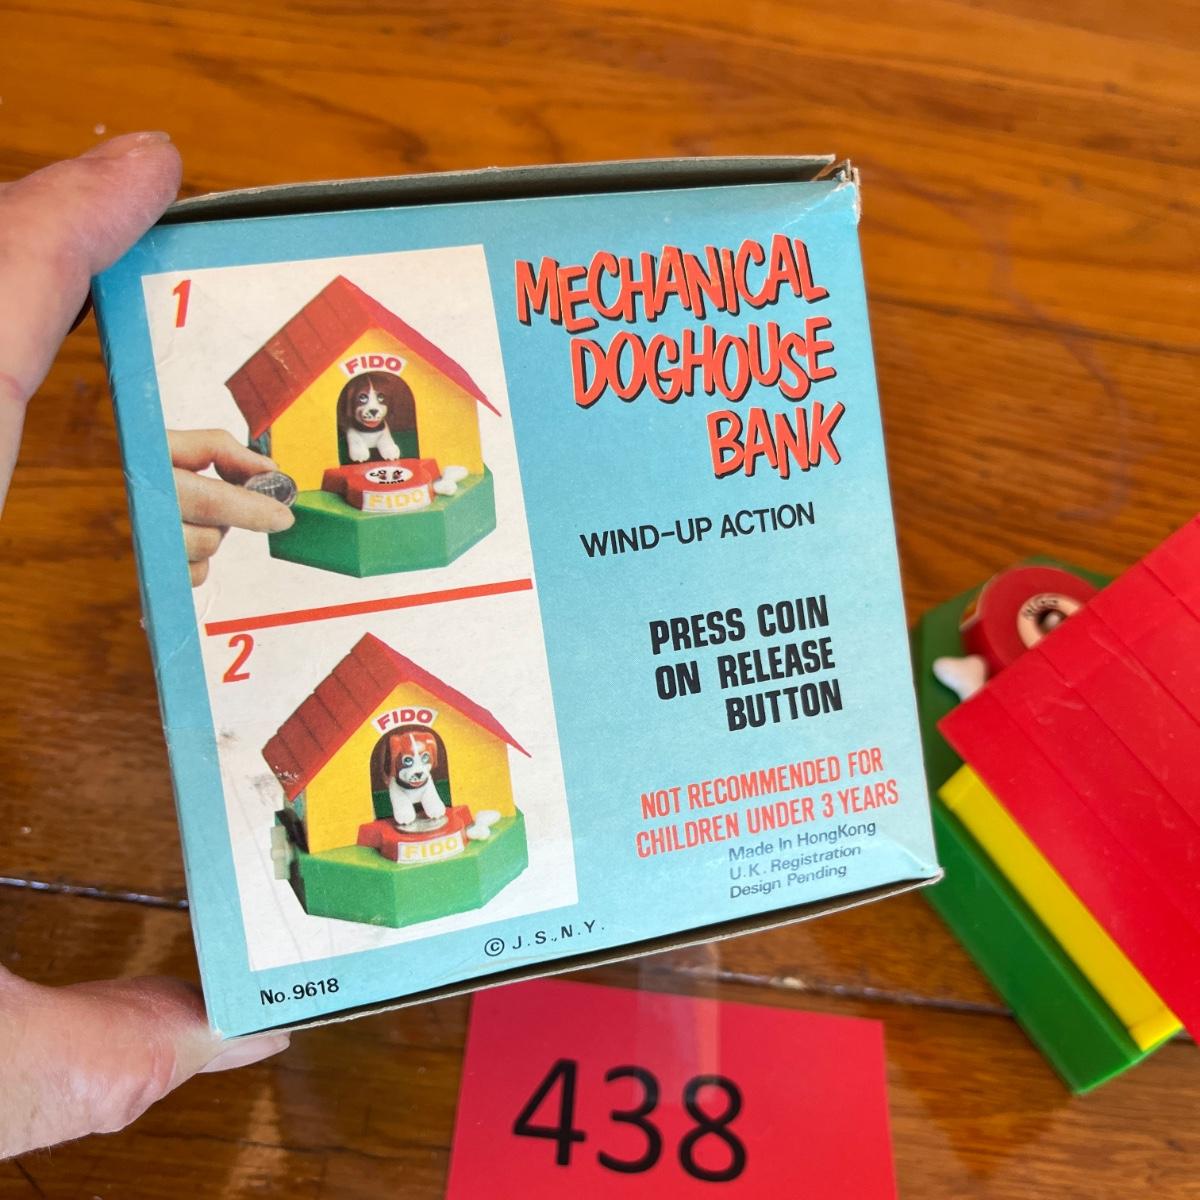 1
FIDO
FIDO
2
FIDO
FIDO
MECHANICAL
DOGHOUSE
BANK
WIND-UP ACTION
PRESS COIN
ON RELEASE
BUTTON
NOT RECOMMENDED FOR
CHILDREN UNDER 3 YEARS
Made In HongKong
U.K. Registration
Design Pending
© J.S.N.Y.
No.9618
438